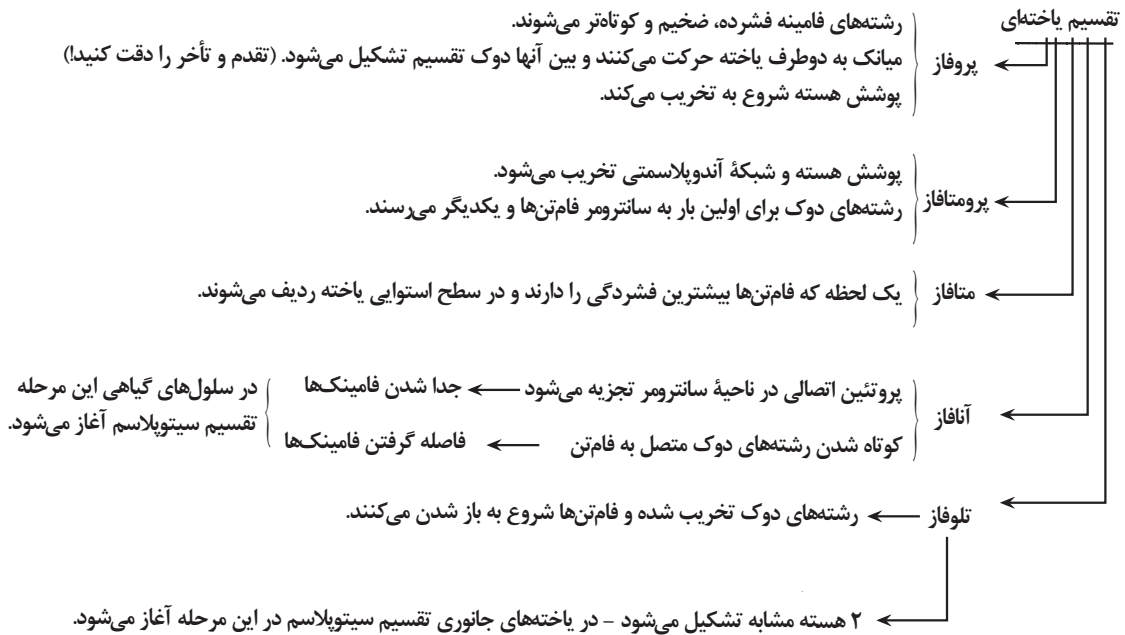 تقسیم یاخته‌ای
پروفاز
رشته‌های فامینه فشرده، ضخیم و کوتاه‌تر می‌شوند.
میانک به دوطرف یاخته حرکت می‌کنند و بین آنها دوک تقسیم تشکیل می‌شود. (تقدم و تأخر را دقت کنید!)
پوشش هسته شروع به تخریب می‌کند.
پرومتافاز
پوشش هسته و شبکهٔ آندوپلاسمتی تخریب می‌شود.
رشته‌های دوک برای اولین بار به سانترومر فام‌تن‌ها و یکدیگر می‌رسند.
متافاز
یک لحظه که فام‌تن‌ها بیشترین فشردگی را دارند و در سطح استوایی یاخته ردیف می‌شوند.
آنافاز
پروتئین اتصالی در ناحیهٔ سانترومر تجزیه می‌شود ← جدا شدن فامینک‌ها
کوتاه شدن رشته‌های دوک متصل به فام‌تن ← فاصله گرفتن فامینک‌ها
در سلول‌های گیاهی این مرحله
تقسیم سیتوپلاسم آغاز می‌شود.
تلوفاز ← رشته‌های دوک تخریب شده و فام‌تن‌ها شروع به باز شدن می‌کنند.
۲ هسته مشابه تشکیل می‌شود – در یاخته‌های جانوری تقسیم سیتوپلاسم در این مرحله آغاز می‌شود.